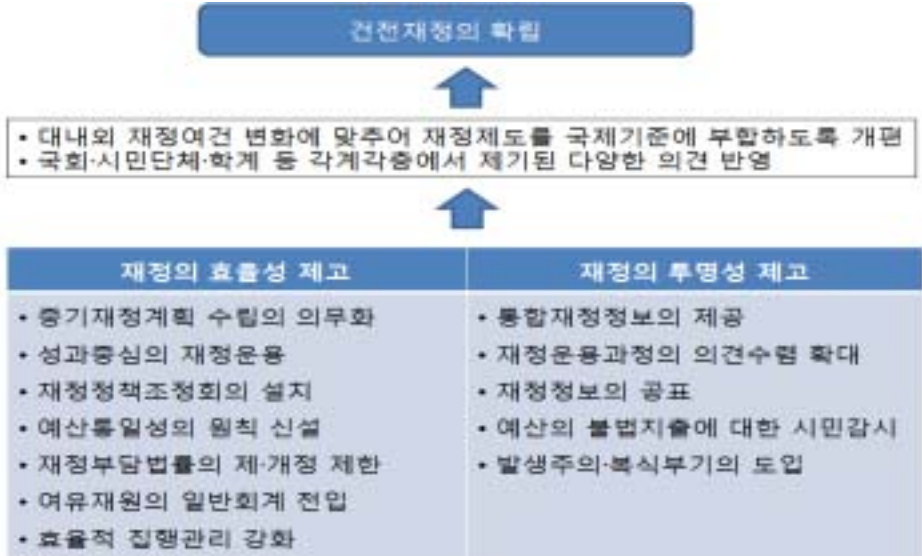 건전재정의 확립
• 대내외 재정여건 변화에 맞추어 재정제도를 국제기준에 부합하도록 개편
• 국회·시민단체·학계 등 각계각층에서 제기된 다양한 의견 반영
재정의 효율성 제고
• 중기재정계획 수립의 의무화
• 성과중심의 재정운용
• 재정정책조정회의 설치
• 예산통일성의 원칙 신설
• 재정부담법률의 제·개정 제한
• 여유재원의 일반회계 전입
• 효율적 집행관리 강화
재정의 투명성 제고
• 통합재정정보의 제공
• 재정운용과정의 의견수렴 확대
• 재정정보의 공표
• 예산의 불법지출에 대한 시민감시
• 발생주의·복식부기의 도입